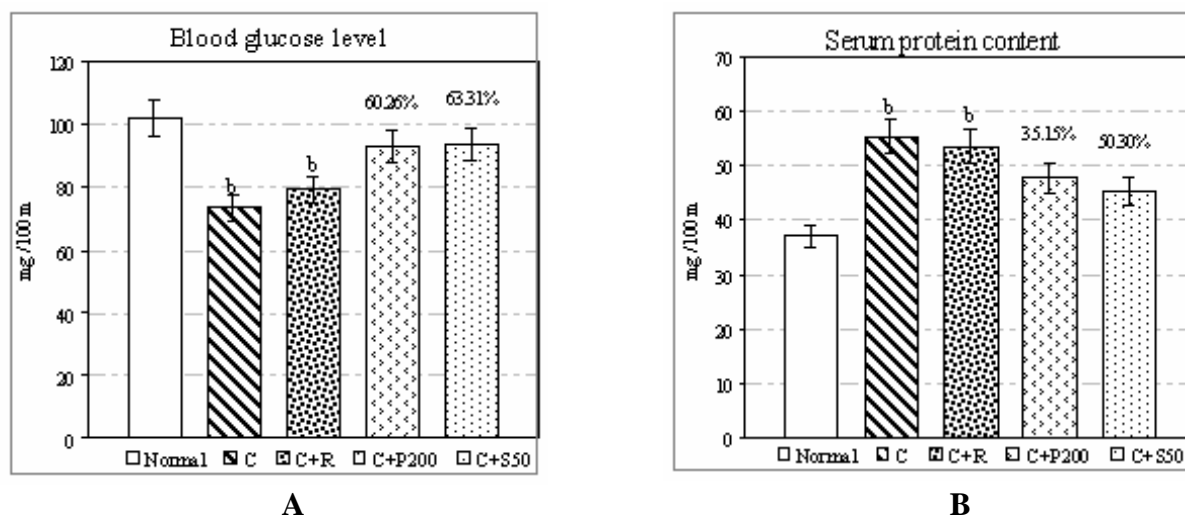 Blood glucose level
120
100
80
60
40
20
0
mg /100 m
b
b
60.26%
63.31%
Normal C C+R C+P200 C+S50
A
Serum protein content
70
60
50
40
30
20
10
0
mg /100 m
b
b
35.15%
50.30%
Normal C C+R C+P200 C+S50
B